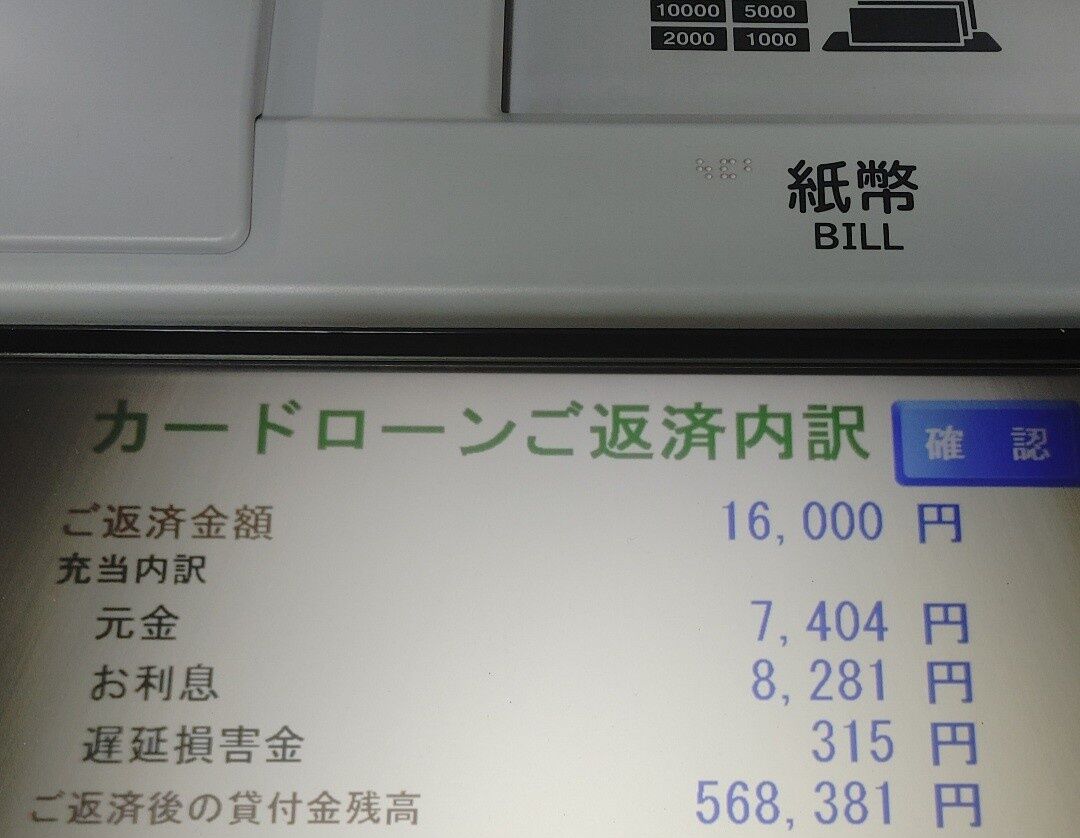 10000 5000
2000 1000
紙幣
BILL
カードローンご返済内訳 確認
ご返済金額 16,000 円
充当内訳
元金 7,404 円
お利息 8,281 円
遅延損害金 315 円
ご返済後の貸付金残高 568,381 円